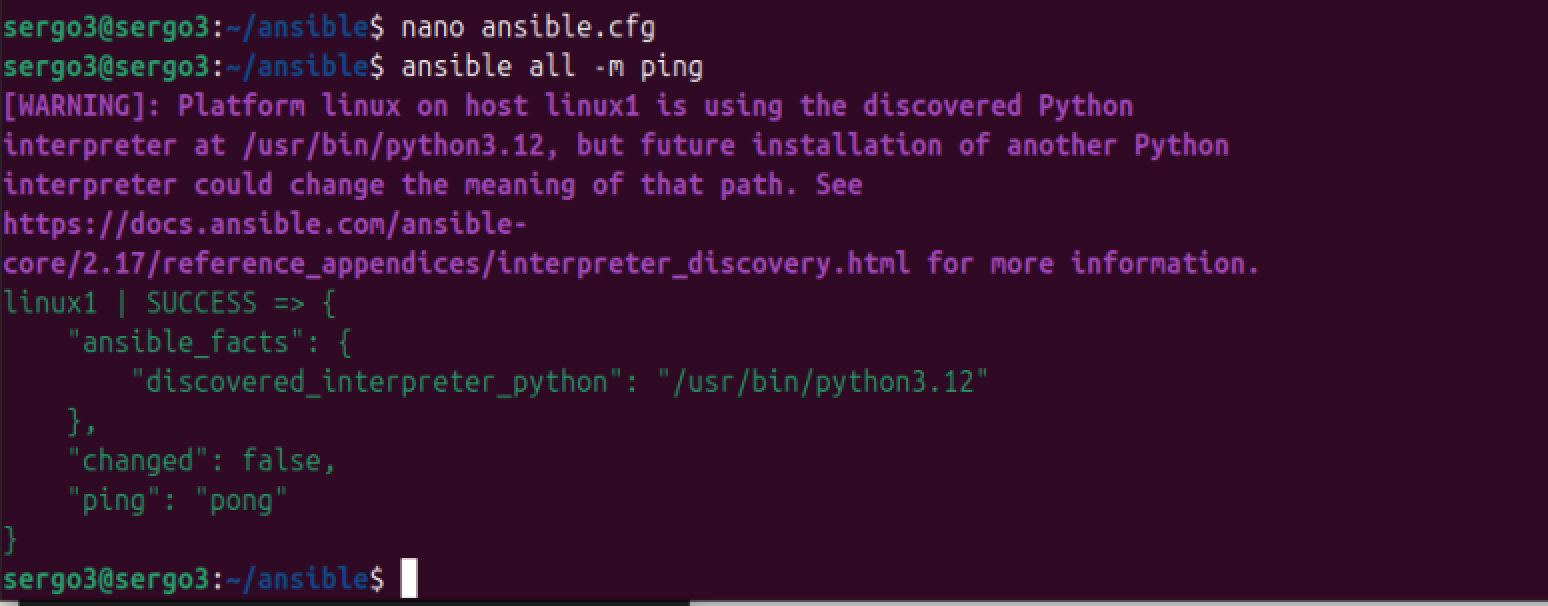 sergo3@sergo3:~/ansible$ nano ansible.cfg
sergo3@sergo3:~/ansible$ ansible all -m ping
[WARNING]: Platform linux on host linux1 is using the discovered Python
interpreter at /usr/bin/python3.12, but future installation of another Python
interpreter could change the meaning of that path. See
https://docs.ansible.com/ansible-
core/2.17/reference_appendices/interpreter_discovery.html for more information.
linux1 | SUCCESS => {
    "ansible_facts": {
        "discovered_interpreter_python": "/usr/bin/python3.12"
    },
    "changed": false,
    "ping": "pong"
}
sergo3@sergo3:~/ansible$